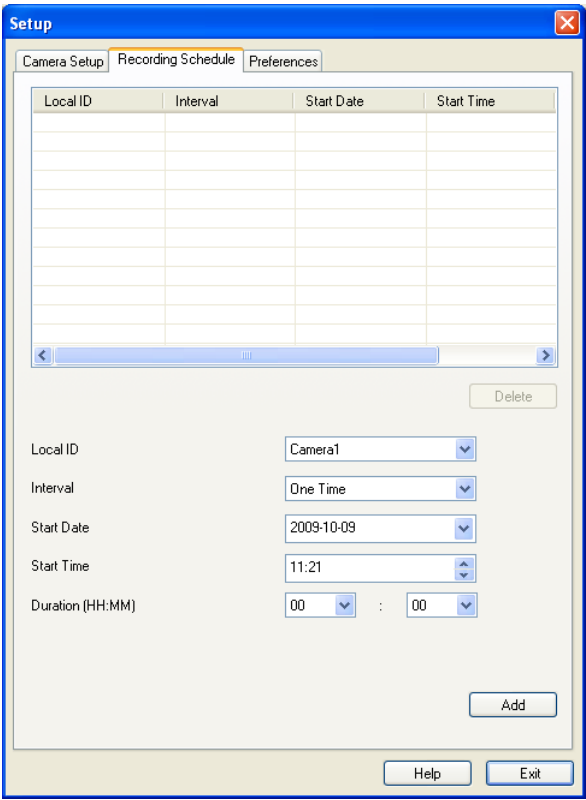 Setup
Camera Setup Recording Schedule Preferences
Local ID Interval Start Date Start Time
Delete
Local ID Camera1
Interval One Time
Start Date 2009-10-09
Start Time 11:21
Duration (HH:MM) 00 : 00
Add
Help Exit